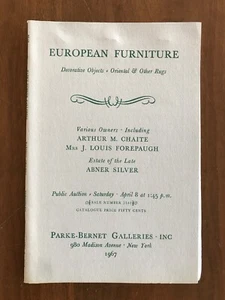 EUROPEAN FURNITURE
Decorative Objects • Oriental & Other Rugs
Various Owners · Including
ARTHUR M. CHAITE
MRS J. LOUIS FOREPAUGH
Estate of the Late
ABNER SILVER
Public Auction • Saturday · April 8 at 1:45 p.m.
SALE NUMBER
CATALOGUE PRICE FIFTY CENTS
PARKE-BERNET GALLERIES · INC
980 Madison Avenue · New York
1967